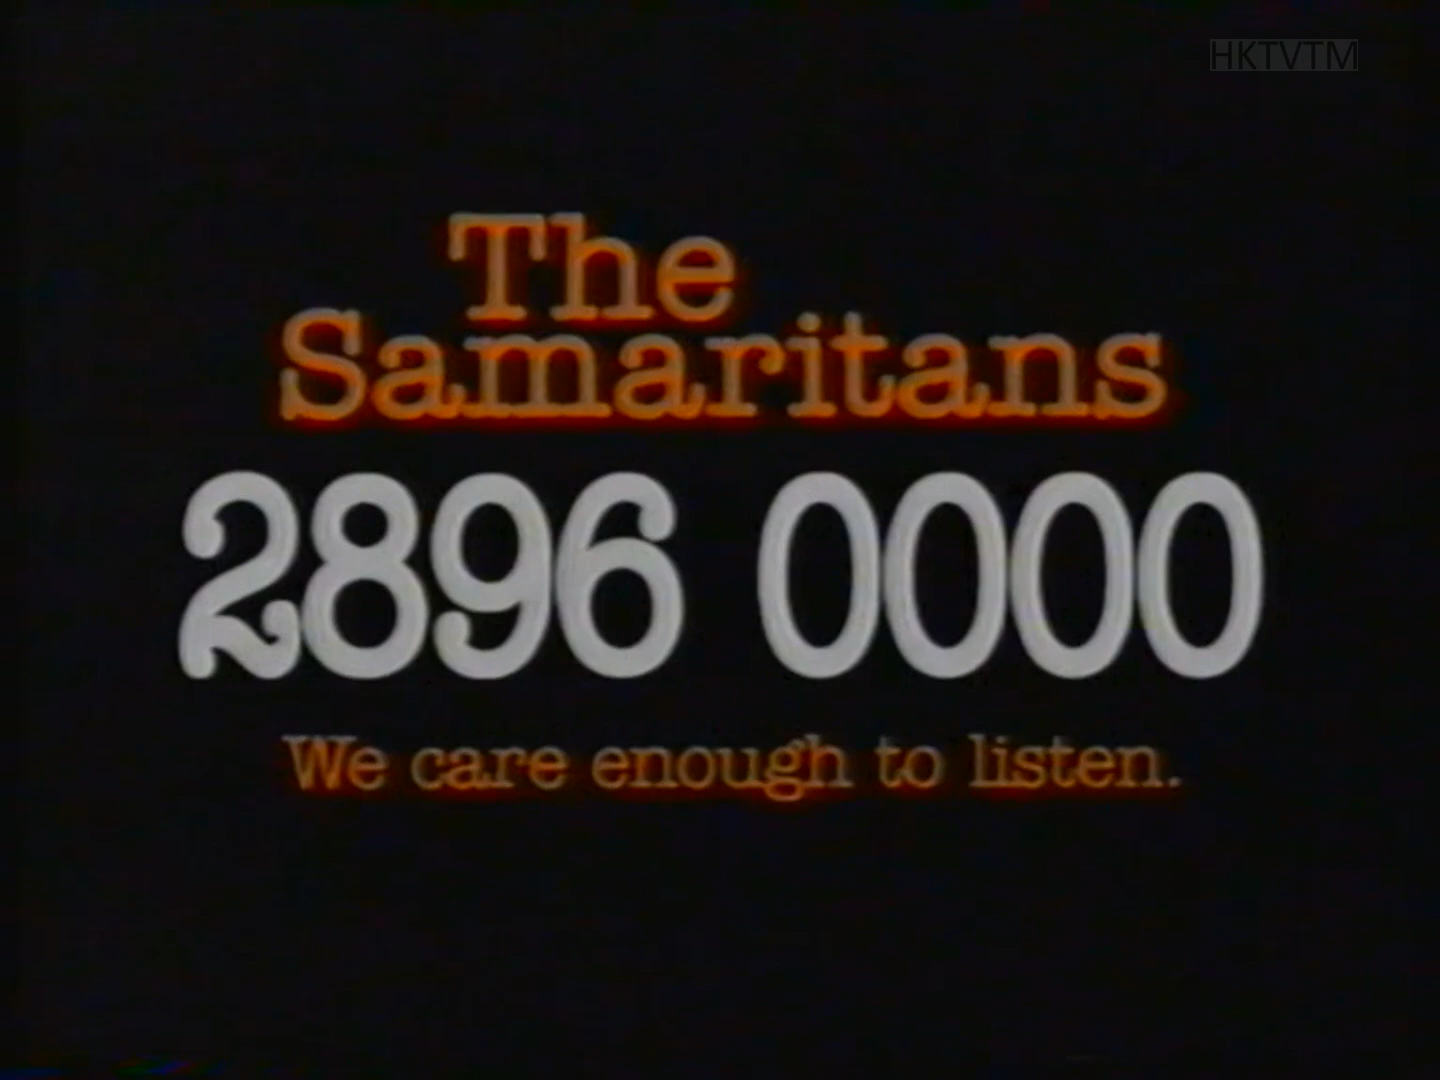 HKTVTM
The
Samaritans
2896 0000
We care enough to listen.